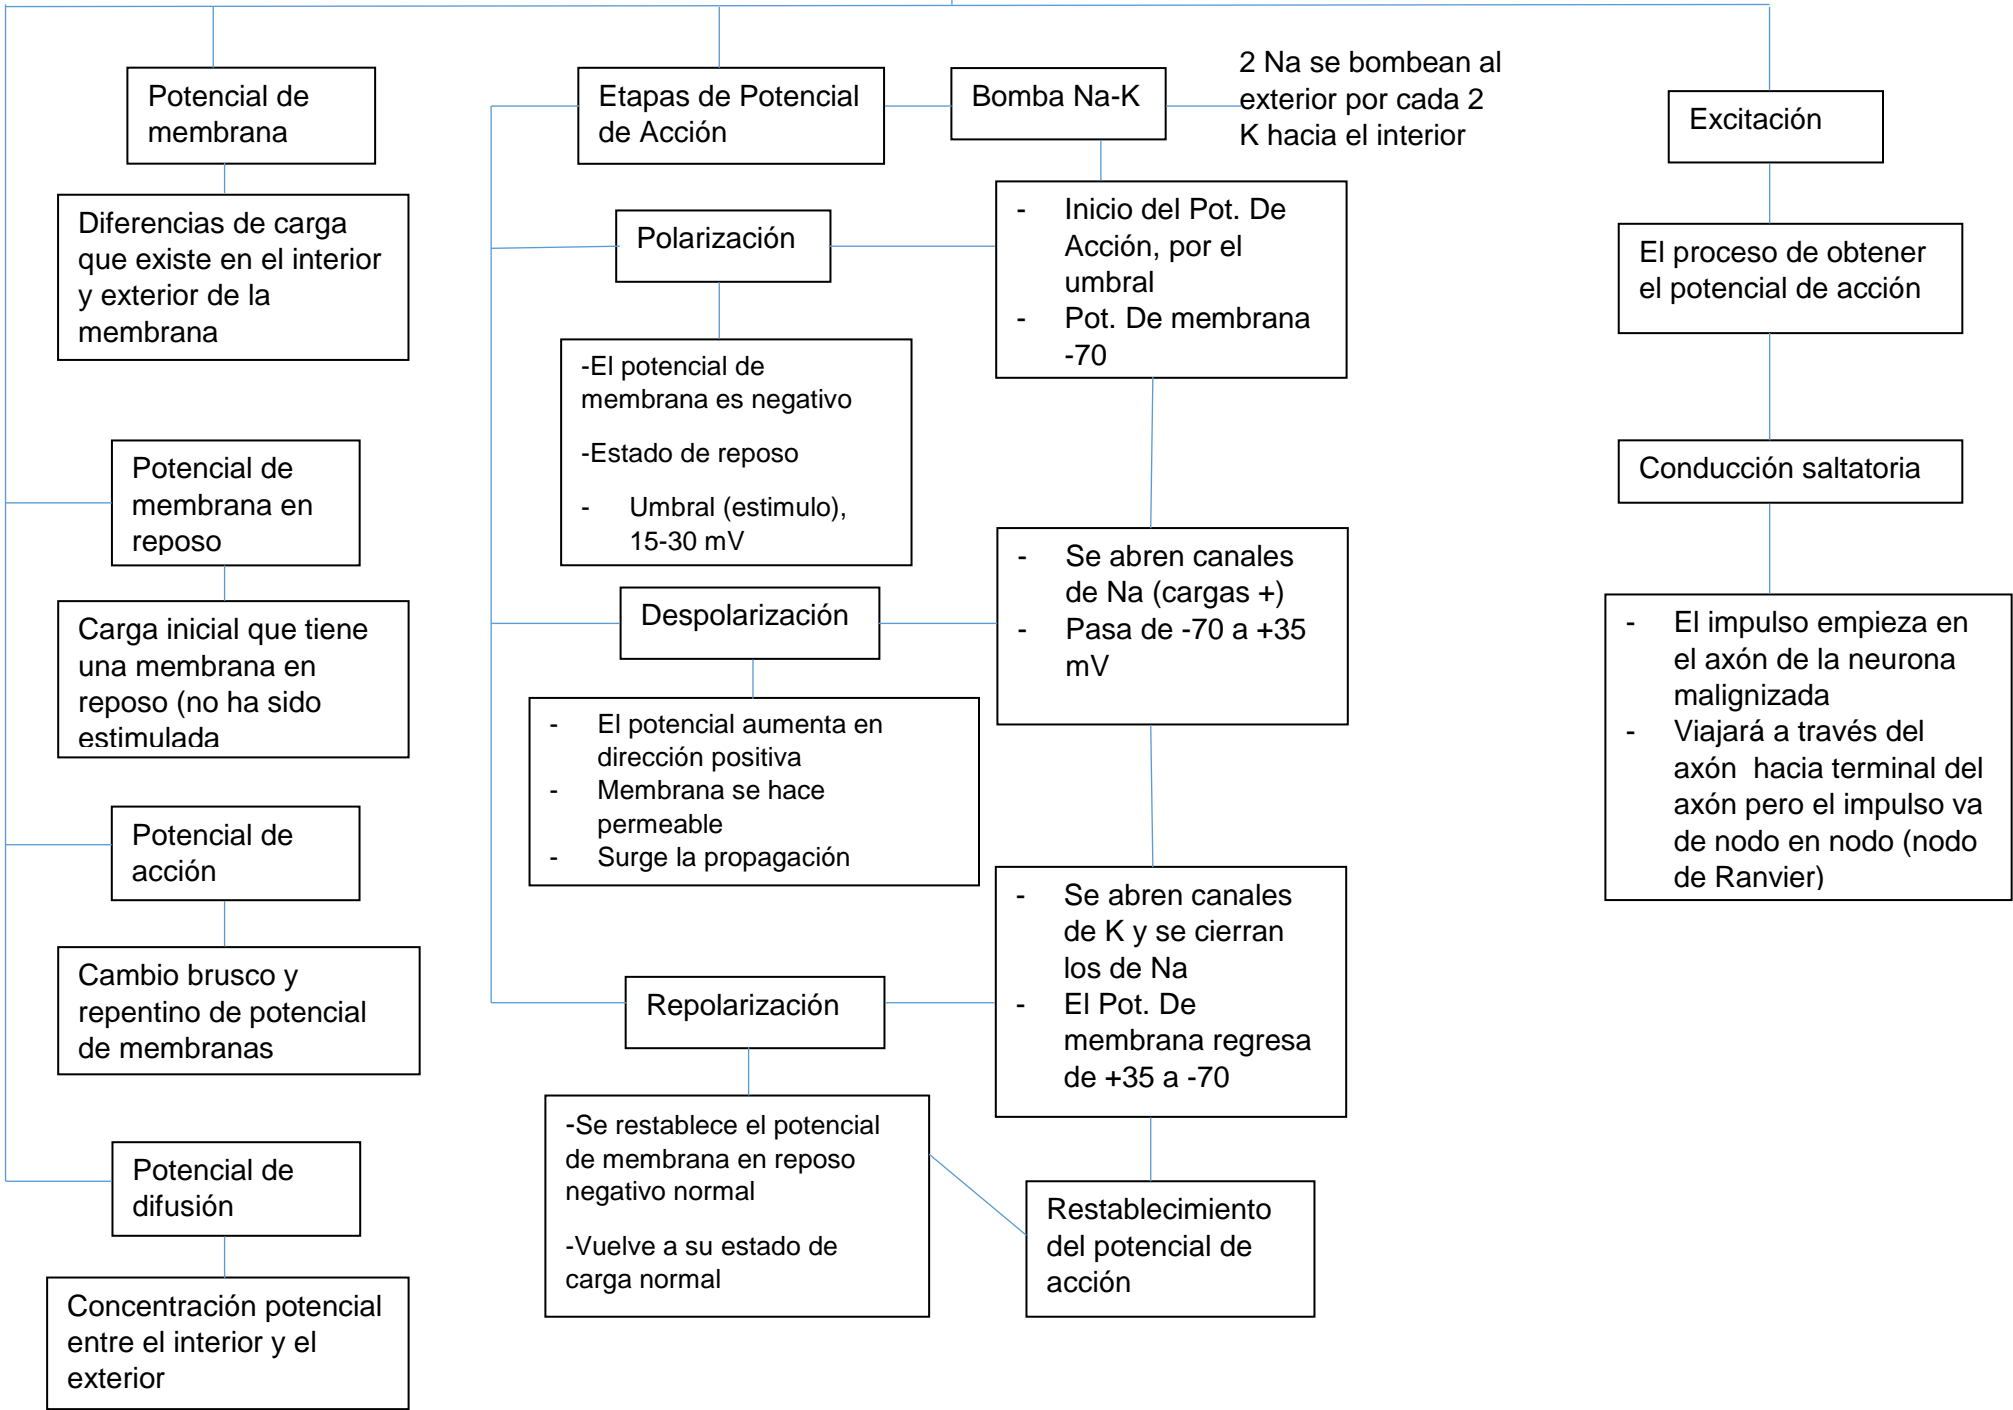 Potencial de
membrana
Diferencias de carga
que existe en el interior
y exterior de la
membrana
Potencial de
membrana en
reposo
Carga inicial que tiene
una membrana en
reposo (no ha sido
estimulada
Potencial de
acción
Cambio brusco y
repentino de potencial
de membranas
Potencial de
difusión
Concentración potencial
entre el interior y el
exterior
Etapas de Potencial
de Acción
Bomba Na-K
2 Na se bombean al
exterior por cada 2
K hacia el interior
Polarización
- Inicio del Pot. De
Acción, por el
umbral
- Pot. De membrana
-70
-El potencial de
membrana es negativo
-Estado de reposo
- Umbral (estimulo),
15-30 mV
Despolarización
- Se abren canales
de Na (cargas +)
- Pasa de -70 a +35
mV
- El potencial aumenta en
dirección positiva
- Membrana se hace
permeable
- Surge la propagación
Repolarización
- Se abren canales
de K y se cierran
los de Na
- El Pot. De
membrana regresa
de +35 a -70
-Se restablece el potencial
de membrana en reposo
negativo normal
-Vuelve a su estado de
carga normal
Restablecimiento
del potencial de
acción
Excitación
El proceso de obtener
el potencial de acción
Conducción saltatoria
- El impulso empieza en
el axón de la neurona
malignizada
- Viajará a través del
axón  hacia terminal del
axón pero el impulso va
de nodo en nodo (nodo
de Ranvier)